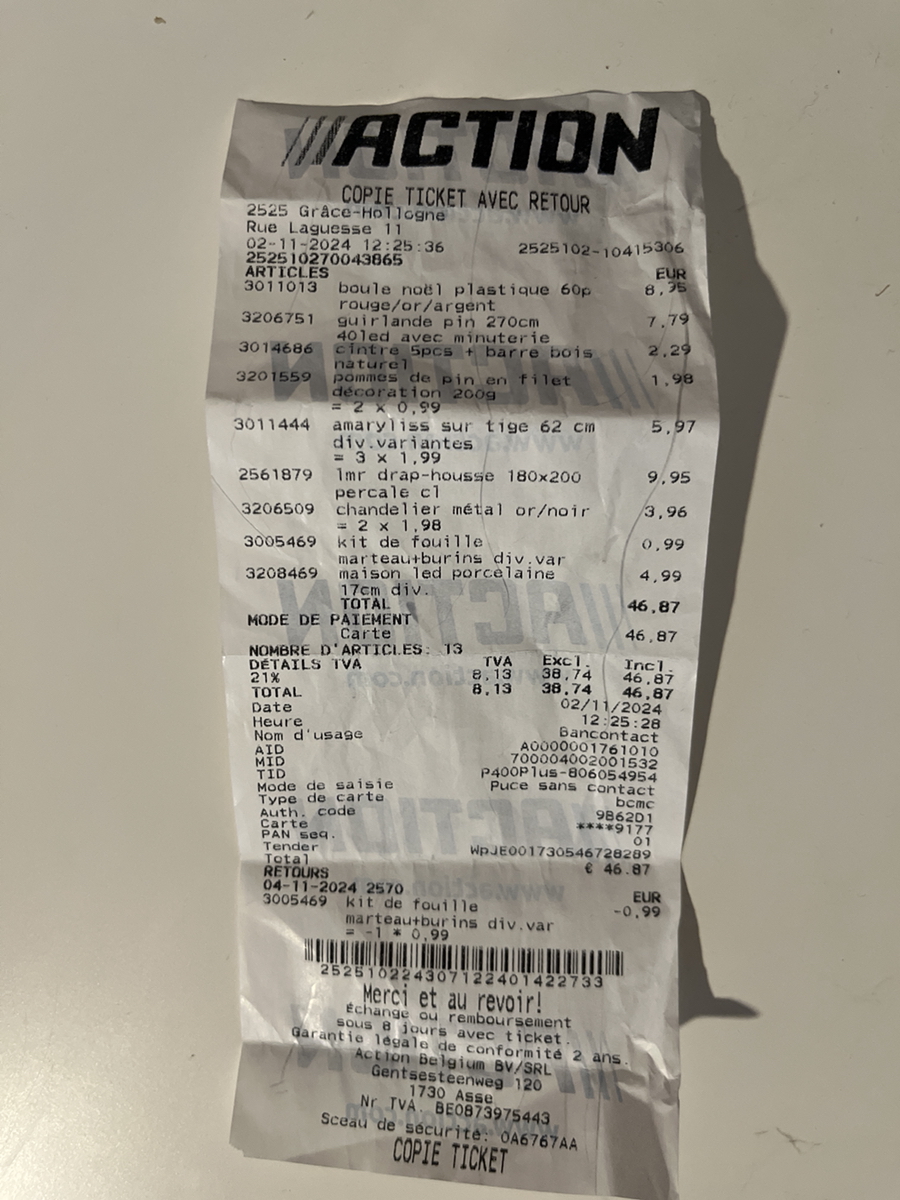 ///ACTION
COPIE TICKET AVEC RETOUR
2525 Grâce-Hollogne
Rue Laguesse 11
02-11-2024 12:25:36 2525102-10415306
252510270043865
ARTICLES EUR
3011013 boule noël plastique 60p 8,95
rouge/or/argent
3206751 guirlande pin 270cm 7,79
40led avec minuterie
3014686 cintre 5pcs + barre bois 2,29
naturel
3201559 pommes de pin en filet 1,98
décoration 200g
= 2 x 0,99
3011444 amaryliss sur tige 62 cm 5,97
div.variantes
= 3 x 1,99
2561879 lmr drap-housse 180x200 9,95
percale cl
3206509 chandelier métal or/noir 3,96
= 2 x 1,98
3005469 kit de fouille 0,99
marteau+burins div.var
3208469 maison led porcelaine 4,99
17cm div.
TOTAL 46,87
MODE DE PAIEMENT
Carte 46,87
NOMBRE D'ARTICLES: 13
DÉTAILS TVA TVA Excl. Incl.
21% 8,13 38,74 46,87
TOTAL 8,13 38,74 46,87
Date 02/11/2024
Heure 12:25:28
Nom d'usage Bancontact
AID A0000001761010
MID 700004002001532
TID P400Plus-806054954
Mode de saisie Puce sans contact
Type de carte bcmc
Auth. code 9B62D1
Carte ****9177
PAN seq. 01
Tender WpJE001730546728289
Total € 46.87
RETOURS
04-11-2024 2570 EUR
3005469 kit de fouille -0,99
marteau+burins div.var
= -1 * 0,99
2525102243071224014227​33
Merci et au revoir!
Échange ou remboursement
sous 8 jours avec ticket.
Garantie légale de conformité 2 ans.
Action Belgium BV/SRL
Gentsesteenweg 120
1730 Asse
Nr TVA. BE0873975443
Sceau de sécurité: 0A6767AA
COPIE TICKET